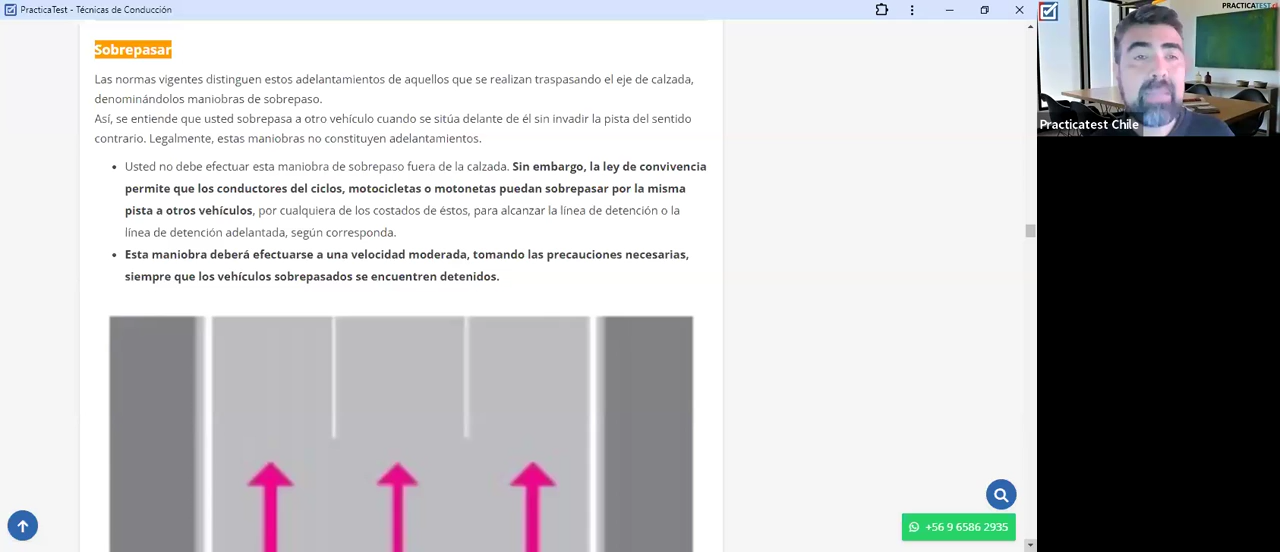 PracticaTest - Técnicas de Conducción
PRACTICATEST
Sobrepasar
Las normas vigentes distinguen estos adelantamientos de aquellos que se realizan traspasando el eje de calzada,
denominándolos maniobras de sobrepaso.
Así, se entiende que usted sobrepasa a otro vehículo cuando se sitúa delante de él sin invadir la pista del sentido
contrario. Legalmente, estas maniobras no constituyen adelantamientos.
Practicatest Chile
• Usted no debe efectuar esta maniobra de sobrepaso fuera de la calzada. Sin embargo, la ley de convivencia
permite que los conductores del ciclos, motocicletas o motonetas puedan sobrepasar por la misma
pista a otros vehículos, por cualquiera de los costados de éstos, para alcanzar la línea de detención o la
línea de detención adelantada, según corresponda.
• Esta maniobra deberá efectuarse a una velocidad moderada, tomando las precauciones necesarias,
siempre que los vehículos sobrepasados se encuentren detenidos.
+56 9 6586 2935